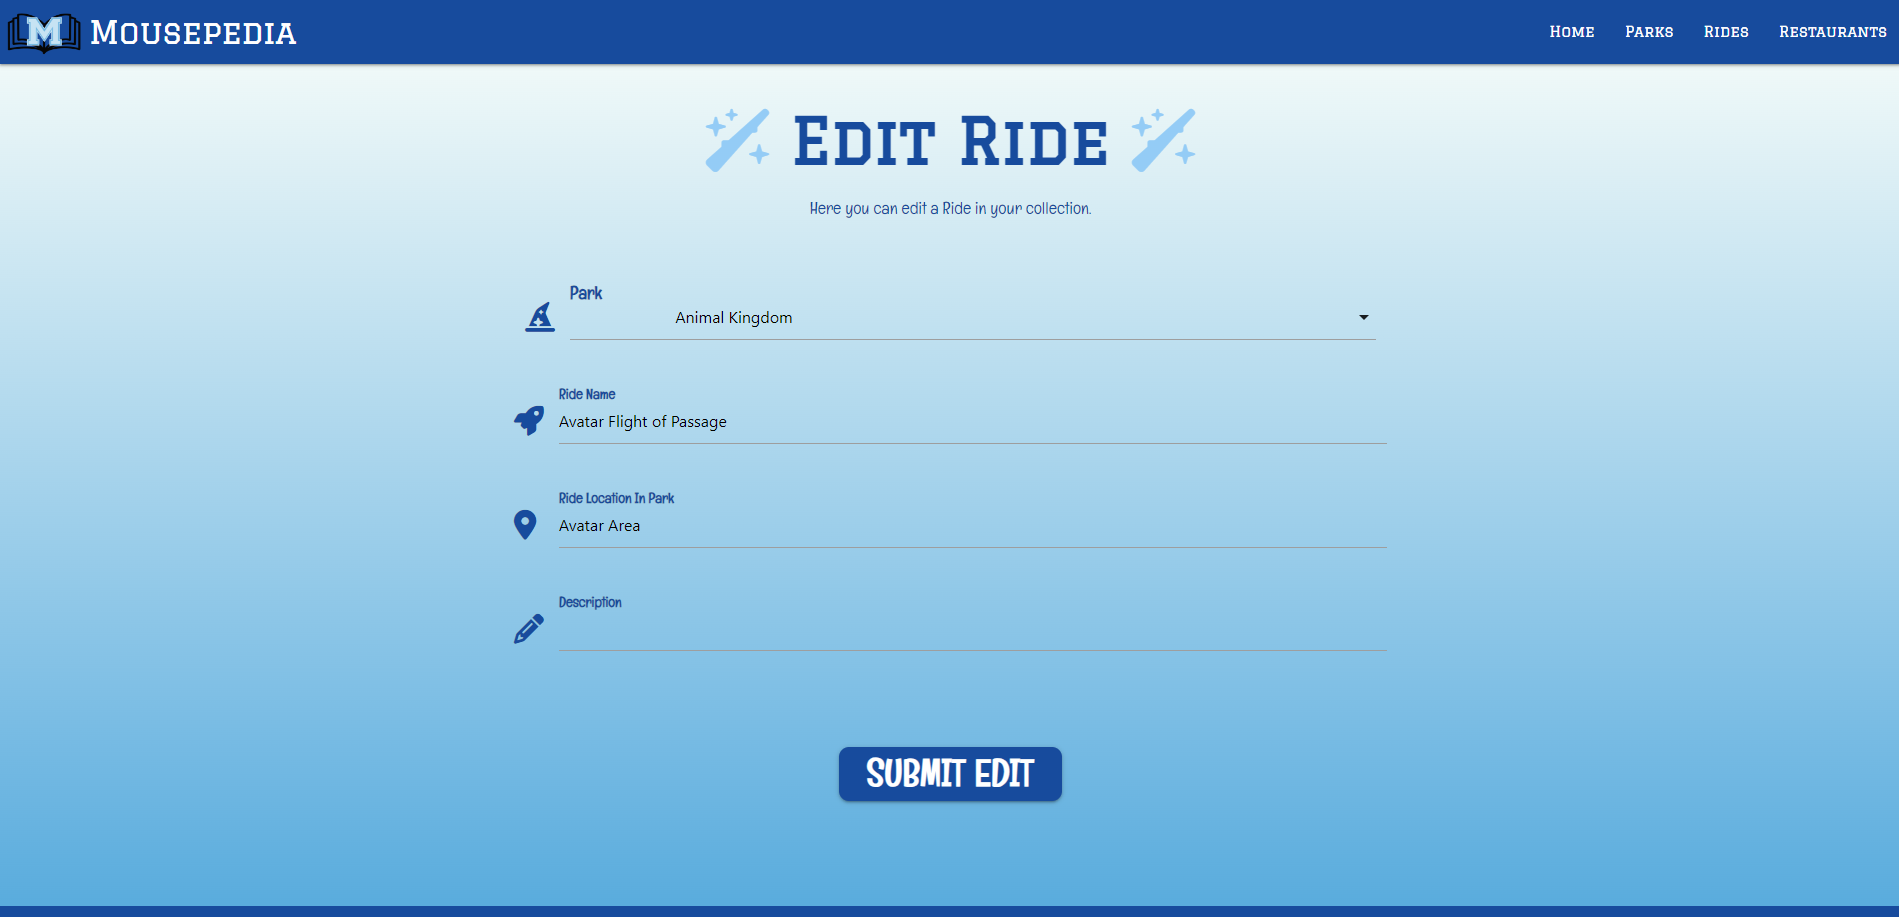 M Mousepedia
Home Parks Rides Restaurants
Edit Ride
Here you can edit a Ride in your collection.
Park
Animal Kingdom
Ride Name
Avatar Flight of Passage
Ride Location In Park
Avatar Area
Description
SUBMIT EDIT